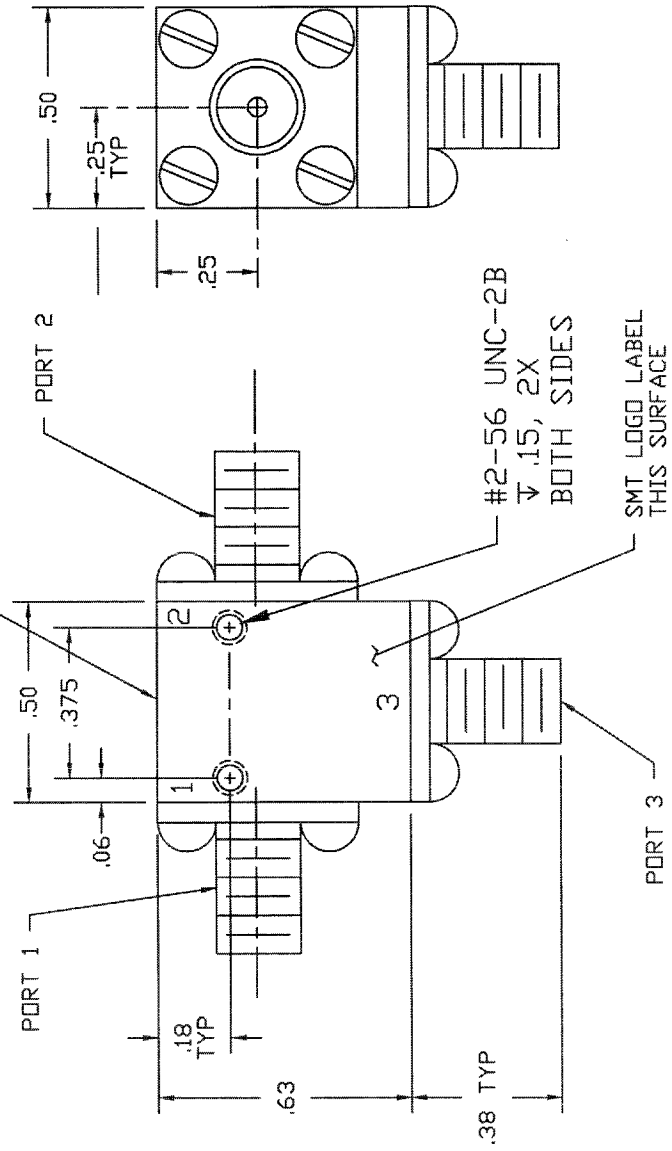 .50
.25
TYP
.25
PORT 2
#2-56 UNC-2B
↧ .15, 2X
BOTH SIDES
SMT LOGO LABEL
THIS SURFACE
.50
.375
.06
1
2
3
PORT 1
.18
TYP
.63
.38 TYP
PORT 3